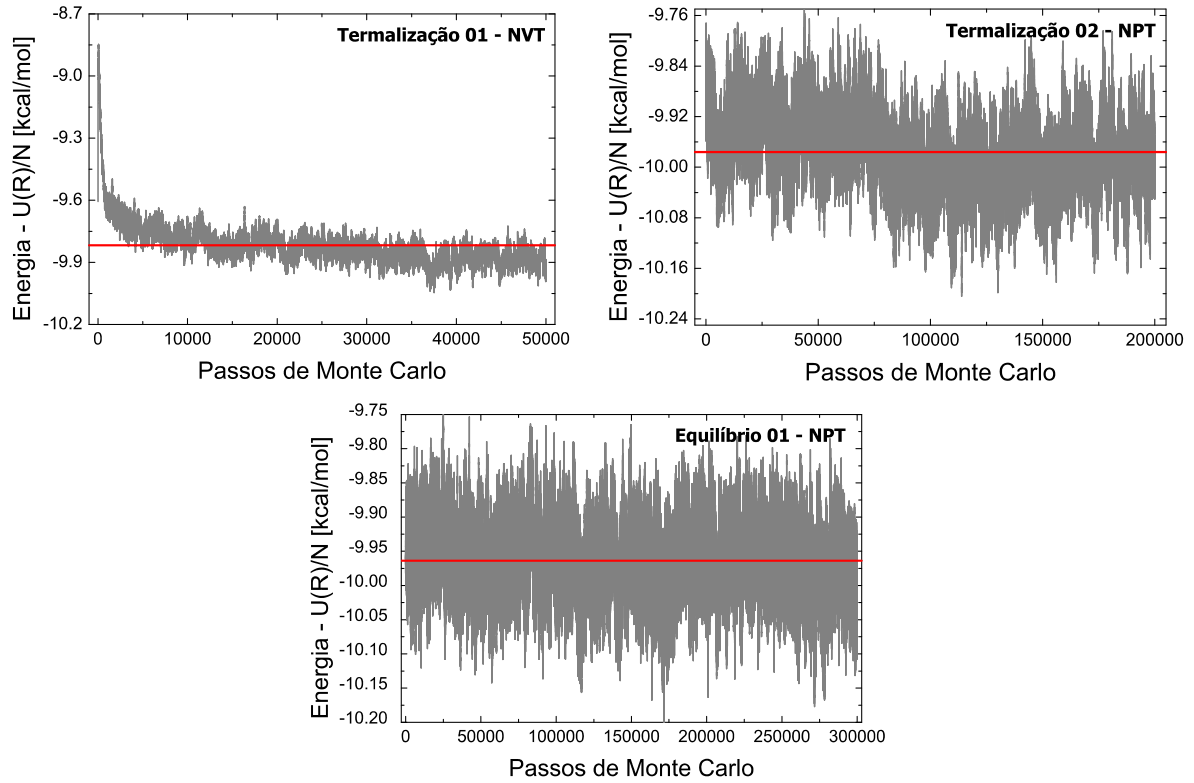 Termalização 01 - NVT
Energia - U(R)/N [kcal/mol]
-8.7
-9.0
-9.3
-9.6
-9.9
-10.2
0 10000 20000 30000 40000 50000
Passos de Monte Carlo
Termalização 02 - NPT
Energia - U(R)/N [kcal/mol]
-9.76
-9.84
-9.92
-10.00
-10.08
-10.16
-10.24
0 50000 100000 150000 200000
Passos de Monte Carlo
Equilíbrio 01 - NPT
Energia - U(R)/N [kcal/mol]
-9.75
-9.80
-9.85
-9.90
-9.95
-10.00
-10.05
-10.10
-10.15
-10.20
0 50000 100000 150000 200000 250000 300000
Passos de Monte Carlo